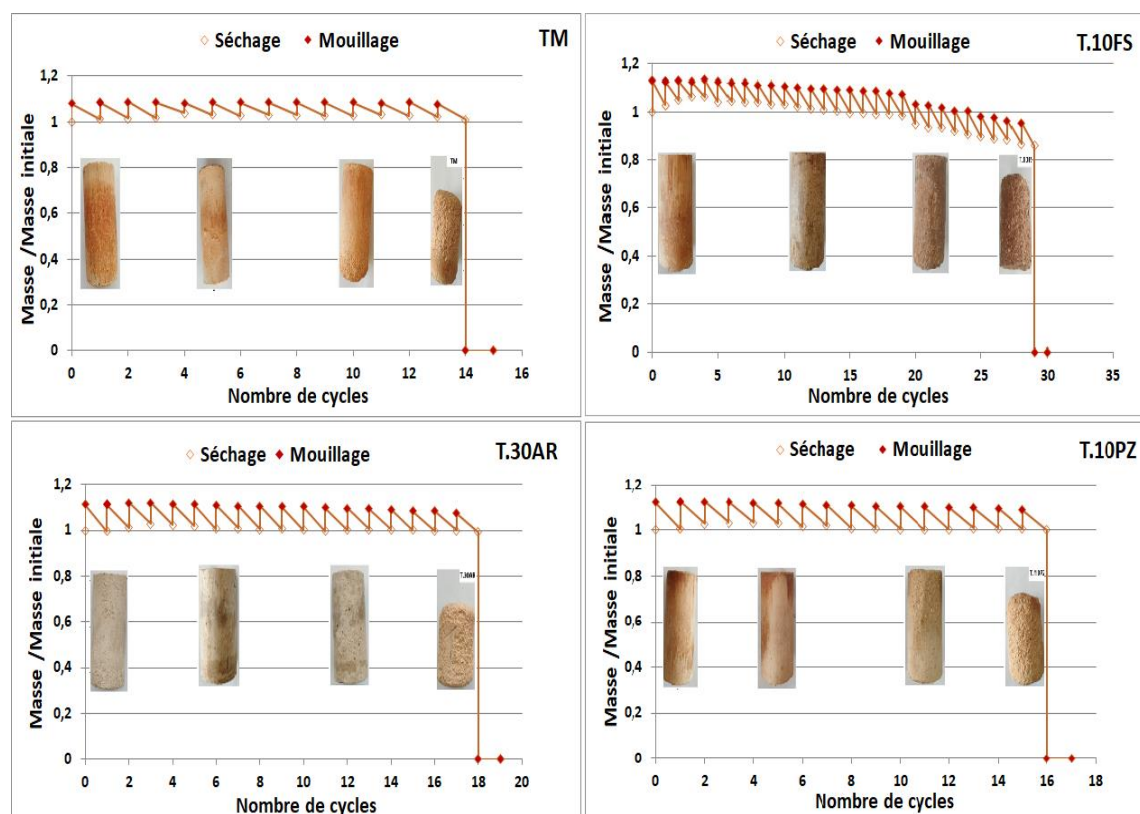 Séchage Mouillage TM
1,2
1
0,8
0,6
0,4
0,2
0
Masse /Masse initiale
TM
0 2 4 6 8 10 12 14 16
Nombre de cycles
Séchage Mouillage T.10FS
1,2
1
0,8
0,6
0,4
0,2
0
Masse /Masse initiale
0 5 10 15 20 25 30 35
Nombre de cycles
Séchage Mouillage T.30AR
1,2
1
0,8
0,6
0,4
0,2
0
Masse /Masse initiale
T.30AR
0 2 4 6 8 10 12 14 16 18 20
Nombre de cycles
Séchage Mouillage T.10PZ
1,2
1
0,8
0,6
0,4
0,2
0
Masse /Masse initiale
0 2 4 6 8 10 12 14 16 18
Nombre de cycles